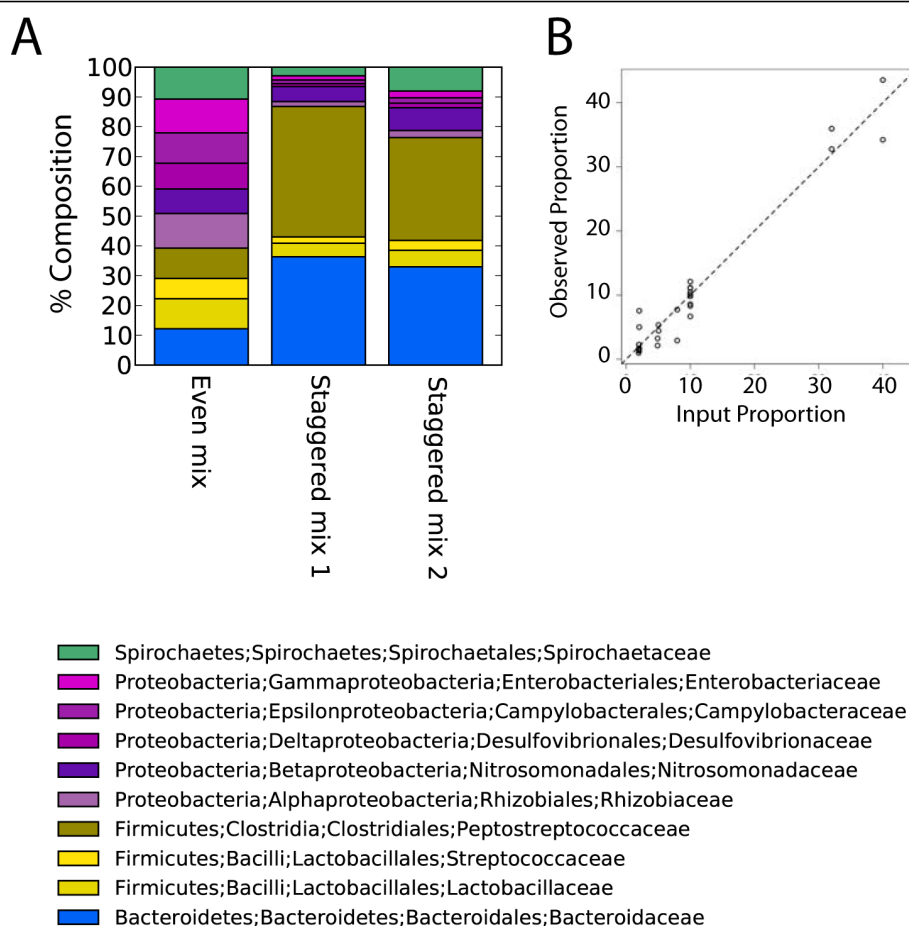 A
B
100
90
80
70
60
50
40
30
20
10
0
% Composition
Even mix
Staggered mix 1
Staggered mix 2
40
30
20
10
0
Observed Proportion
0 10 20 30 40
Input Proportion
Spirochaetes;Spirochaetes;Spirochaetales;Spirochaetaceae
Proteobacteria;Gammaproteobacteria;Enterobacteriales;Enterobacteriaceae
Proteobacteria;Epsilonproteobacteria;Campylobacterales;Campylobacteraceae
Proteobacteria;Deltaproteobacteria;Desulfovibrionales;Desulfovibrionaceae
Proteobacteria;Betaproteobacteria;Nitrosomonadales;Nitrosomonadaceae
Proteobacteria;Alphaproteobacteria;Rhizobiales;Rhizobiaceae
Firmicutes;Clostridia;Clostridiales;Peptostreptococcaceae
Firmicutes;Bacilli;Lactobacillales;Streptococcaceae
Firmicutes;Bacilli;Lactobacillales;Lactobacillaceae
Bacteroidetes;Bacteroidetes;Bacteroidales;Bacteroidaceae